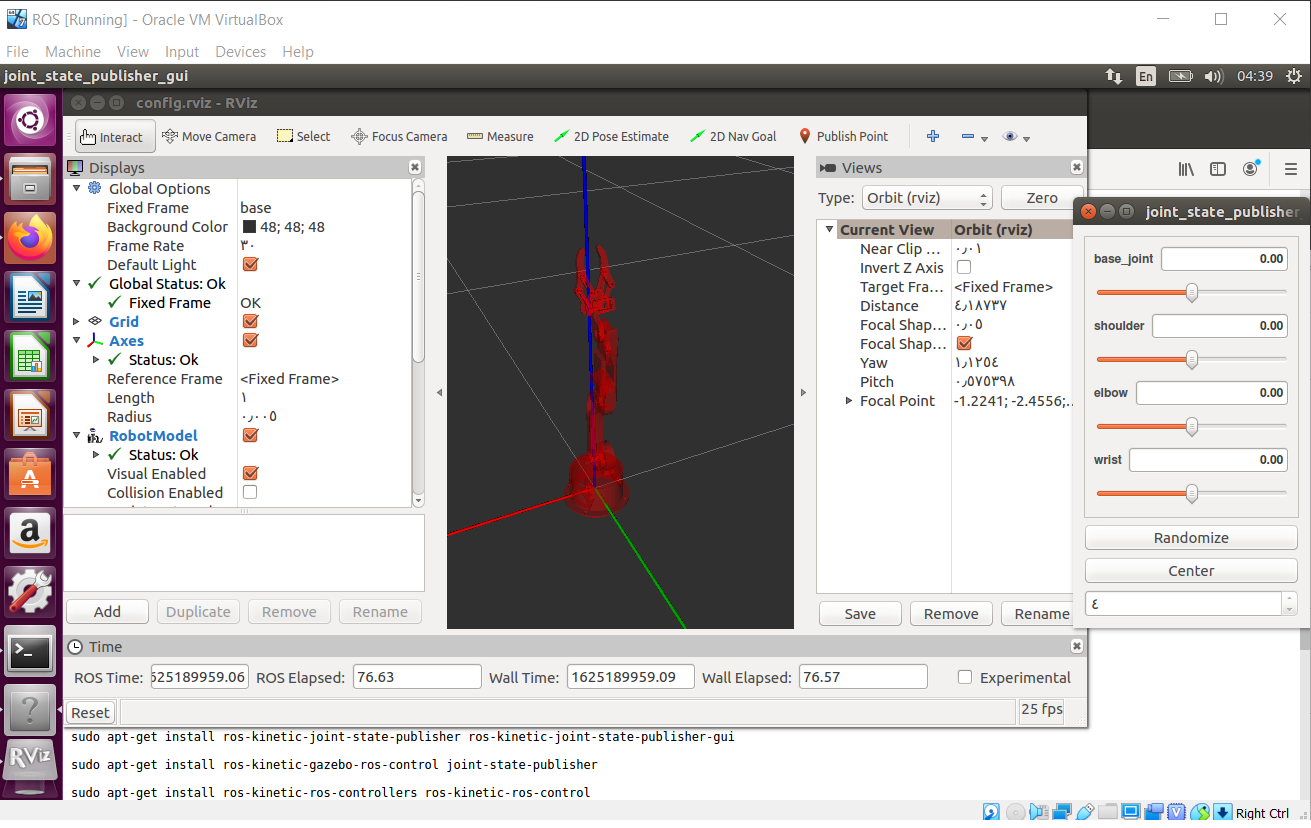 ROS [Running] - Oracle VM VirtualBox
File Machine View Input Devices Help
joint_state_publisher_gui
En 04:39
config.rviz - RViz
Interact Move Camera Select Focus Camera Measure 2D Pose Estimate 2D Nav Goal Publish Point
Displays
Global Options
Fixed Frame base
Background Color 48; 48; 48
Frame Rate ٣٠
Default Light
Global Status: Ok
Fixed Frame OK
Grid
Axes
Status: Ok
Reference Frame <Fixed Frame>
Length ١
Radius ٠٫٠٠٥
RobotModel
Status: Ok
Visual Enabled
Collision Enabled
Add Duplicate Remove Rename
Views
Type: Orbit (rviz) Zero
Current View Orbit (rviz)
Near Clip ... ٠٫٠١
Invert Z Axis
Target Fra... <Fixed Frame>
Distance ٤٫١٨٧٣٧
Focal Shap... ٠٫٠٥
Focal Shap...
Yaw ١٫١٢٥٤
Pitch ٠٫٥٧٥٣٩٨
Focal Point -1.2241; -2.4556;...
Save Remove Rename
joint_state_publisher
base_joint 0.00
shoulder 0.00
elbow 0.00
wrist 0.00
Randomize
Center
٤
Time
ROS Time: 525189959.06 ROS Elapsed: 76.63 Wall Time: 1625189959.09 Wall Elapsed: 76.57 Experimental
Reset 25 fps
RViz
sudo apt-get install ros-kinetic-joint-state-publisher ros-kinetic-joint-state-publisher-gui
sudo apt-get install ros-kinetic-gazebo-ros-control joint-state-publisher
sudo apt-get install ros-kinetic-ros-controllers ros-kinetic-ros-control
Right Ctrl